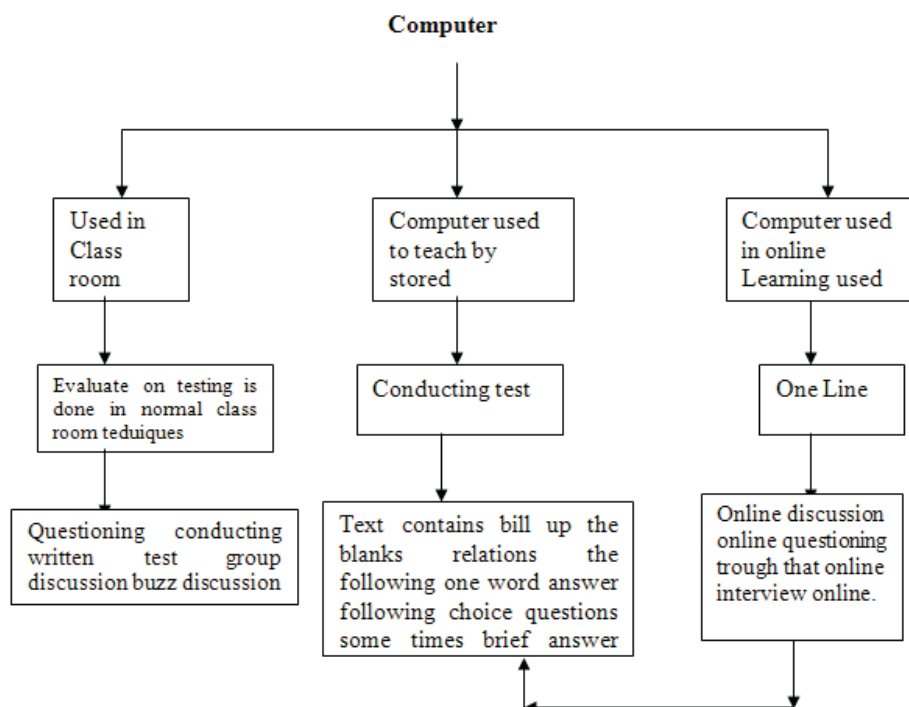 Computer
Used in
Class
room
Computer used
to teach by
stored
Computer used
in online
Learning used
Evaluate on testing is
done in normal class
room teduiques
Conducting test
One Line
Questioning conducting
written test group
discussion buzz discussion
Text contains bill up the
blanks relations the
following one word answer
following choice questions
some times brief answer
Online discussion
online questioning
trough that online
interview online.